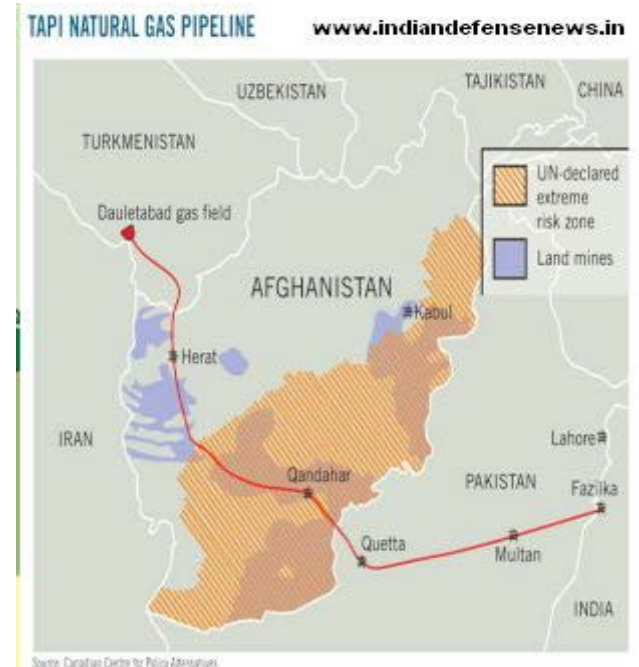 TAPI NATURAL GAS PIPELINE
www.indiandefensenews.in
UZBEKISTAN
TAJIKISTAN
CHINA
TURKMENISTAN
UN-declared
extreme
risk zone
Land mines
Dauletabad gas field
AFGHANISTAN
Kabul
Herat
IRAN
Lahore
Qandahar
PAKISTAN
Fazilka
Quetta
Multan
INDIA
Source: Canadian Centre for Policy Alternatives